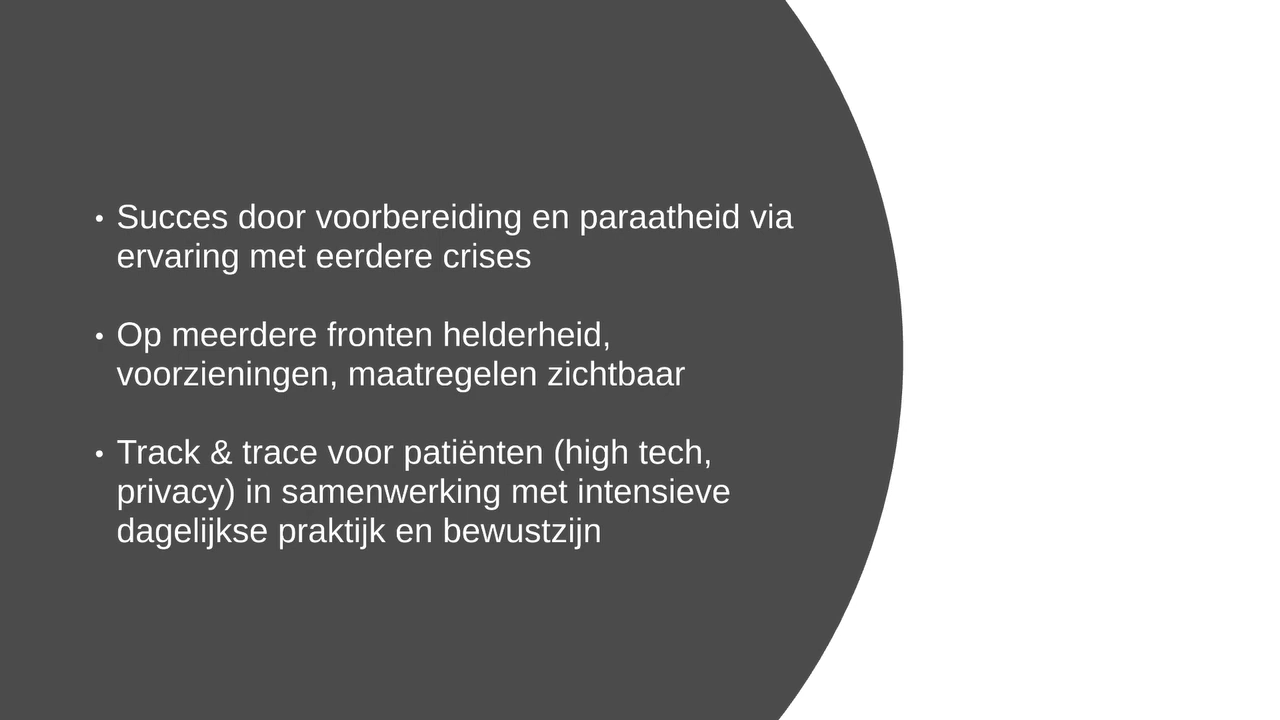 • Succes door voorbereiding en paraatheid via
ervaring met eerdere crises
• Op meerdere fronten helderheid,
voorzieningen, maatregelen zichtbaar
• Track & trace voor patiënten (high tech,
privacy) in samenwerking met intensieve
dagelijkse praktijk en bewustzijn